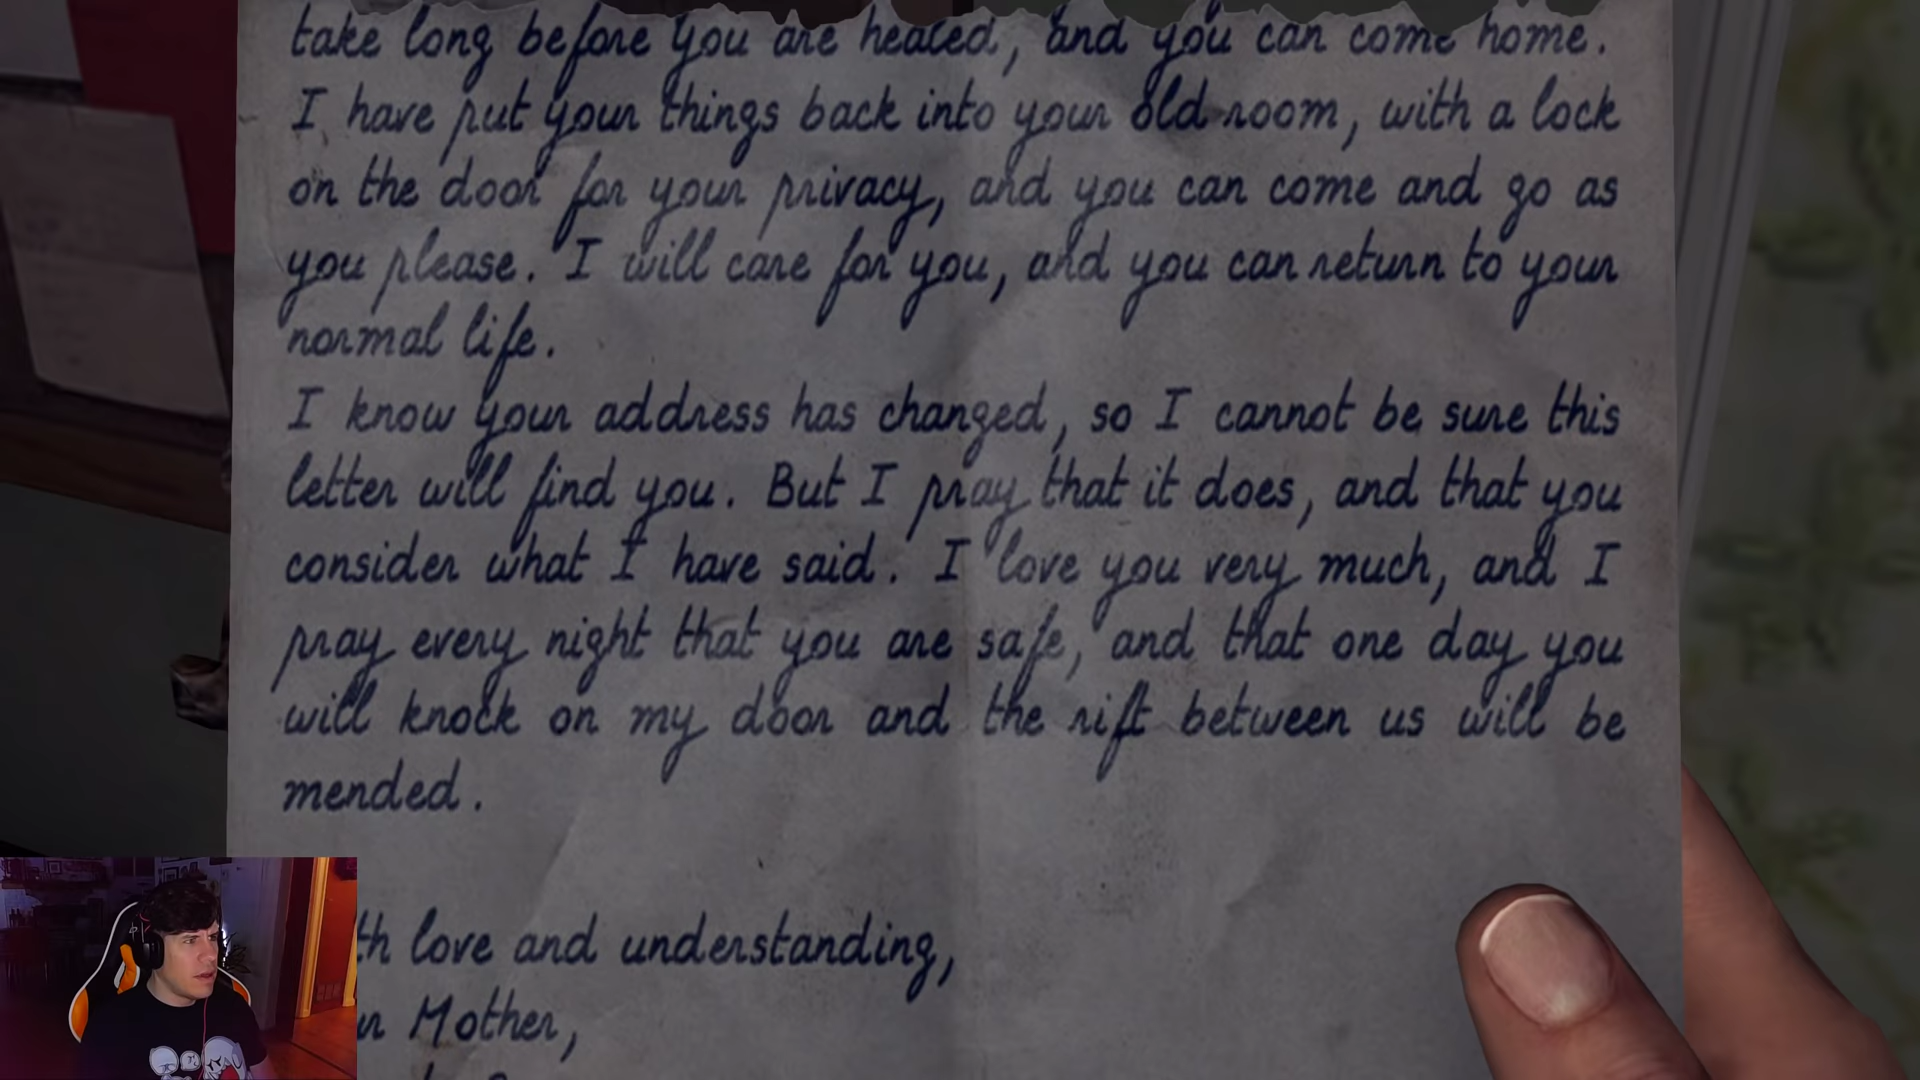 take long before you are healed, and you can come home.
I have put your things back into your old room, with a lock
on the door for your privacy, and you can come and go as
you please. I will care for you, and you can return to your
normal life.
I know your address has changed, so I cannot be sure this
letter will find you. But I pray that it does, and that you
consider what I have said. I love you very much, and I
pray every night that you are safe, and that one day you
will knock on my door and the rift between us will be
mended.
th love and understanding,
ur Mother,